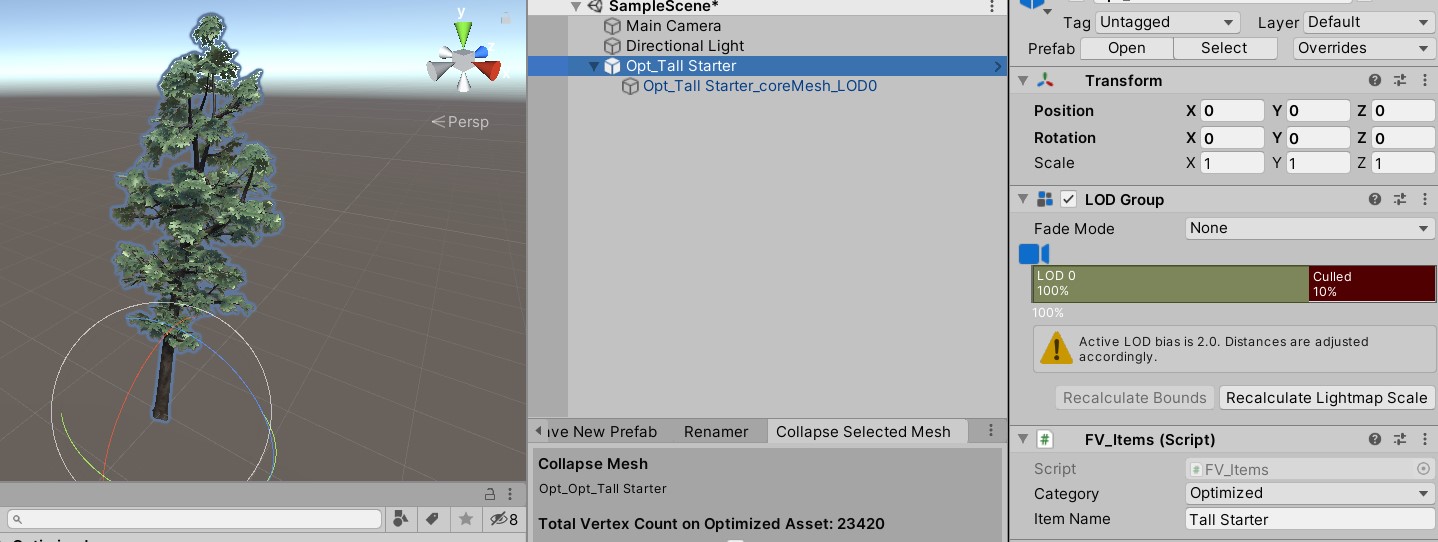 y
Persp
8
SampleScene*
Main Camera
Directional Light
Opt_Tall Starter
Opt_Tall Starter_coreMesh_LOD0
ve New Prefab
Renamer
Collapse Selected Mesh
Collapse Mesh
Opt_Opt_Tall Starter
Total Vertex Count on Optimized Asset: 23420
Tag Untagged Layer Default
Prefab Open Select Overrides
Transform
Position X 0 Y 0 Z 0
Rotation X 0 Y 0 Z 0
Scale X 1 Y 1 Z 1
LOD Group
Fade Mode None
LOD 0
100%
Culled
10%
100%
Active LOD bias is 2.0. Distances are adjusted
accordingly.
Recalculate Bounds Recalculate Lightmap Scale
# FV_Items (Script)
Script # FV_Items
Category Optimized
Item Name Tall Starter